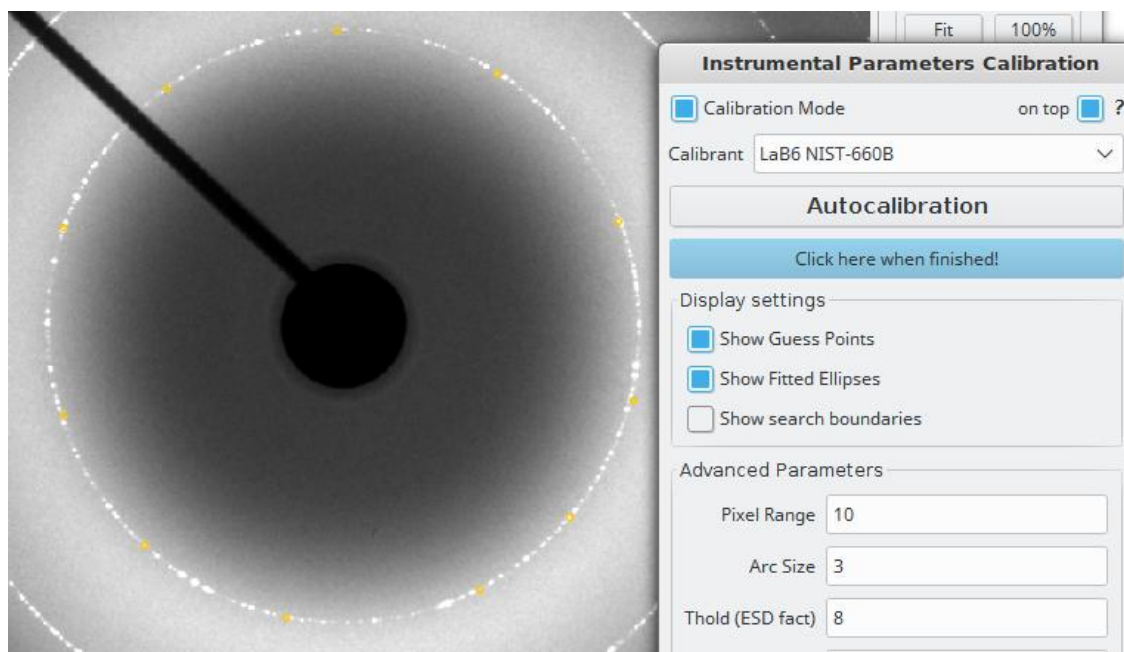 Fit 100%
Instrumental Parameters Calibration
Calibration Mode on top ?
Calibrant LaB6 NIST-660B
Autocalibration
Click here when finished!
Display settings
Show Guess Points
Show Fitted Ellipses
Show search boundaries
Advanced Parameters
Pixel Range 10
Arc Size 3
Thold (ESD fact) 8